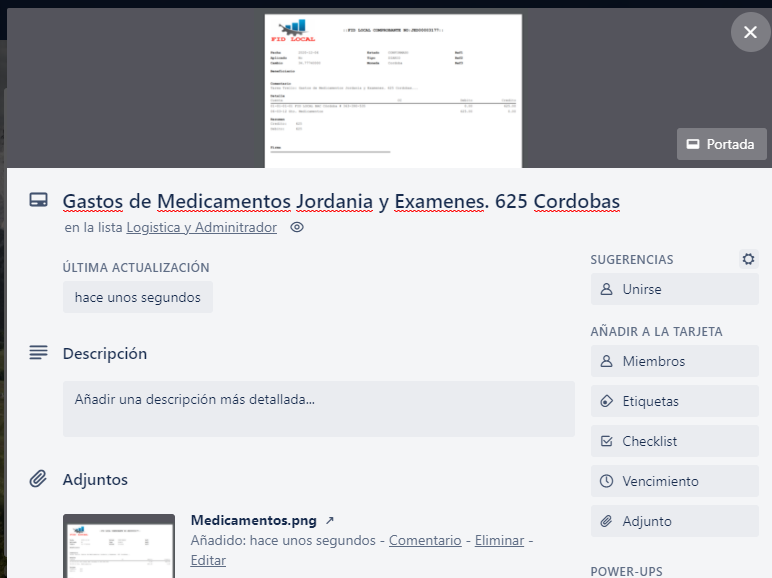 FID LOCAL
Portada
Gastos de Medicamentos Jordania y Examenes. 625 Cordobas
en la lista Logistica y Adminitrador
ÚLTIMA ACTUALIZACIÓN
hace unos segundos
SUGERENCIAS
Unirse
AÑADIR A LA TARJETA
Miembros
Etiquetas
Checklist
Vencimiento
Adjunto
POWER-UPS
Descripción
Añadir una descripción más detallada...
Adjuntos
Medicamentos.png
Añadido: hace unos segundos - Comentario - Eliminar -
Editar